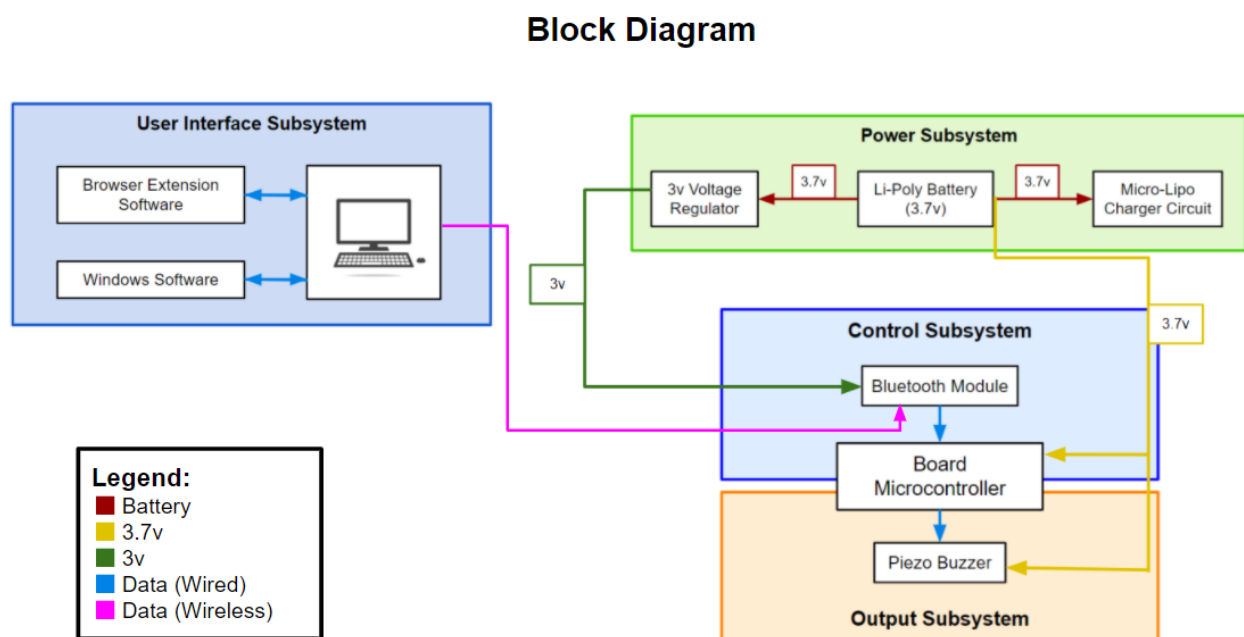 Block Diagram
User Interface Subsystem
Browser Extension
Software
Windows Software
Power Subsystem
3v Voltage
Regulator
3.7v
Li-Poly Battery
(3.7v)
3.7v
Micro-Lipo
Charger Circuit
3v
3.7v
Control Subsystem
Bluetooth Module
Board
Microcontroller
Piezo Buzzer
Output Subsystem
Legend:
Battery
3.7v
3v
Data (Wired)
Data (Wireless)